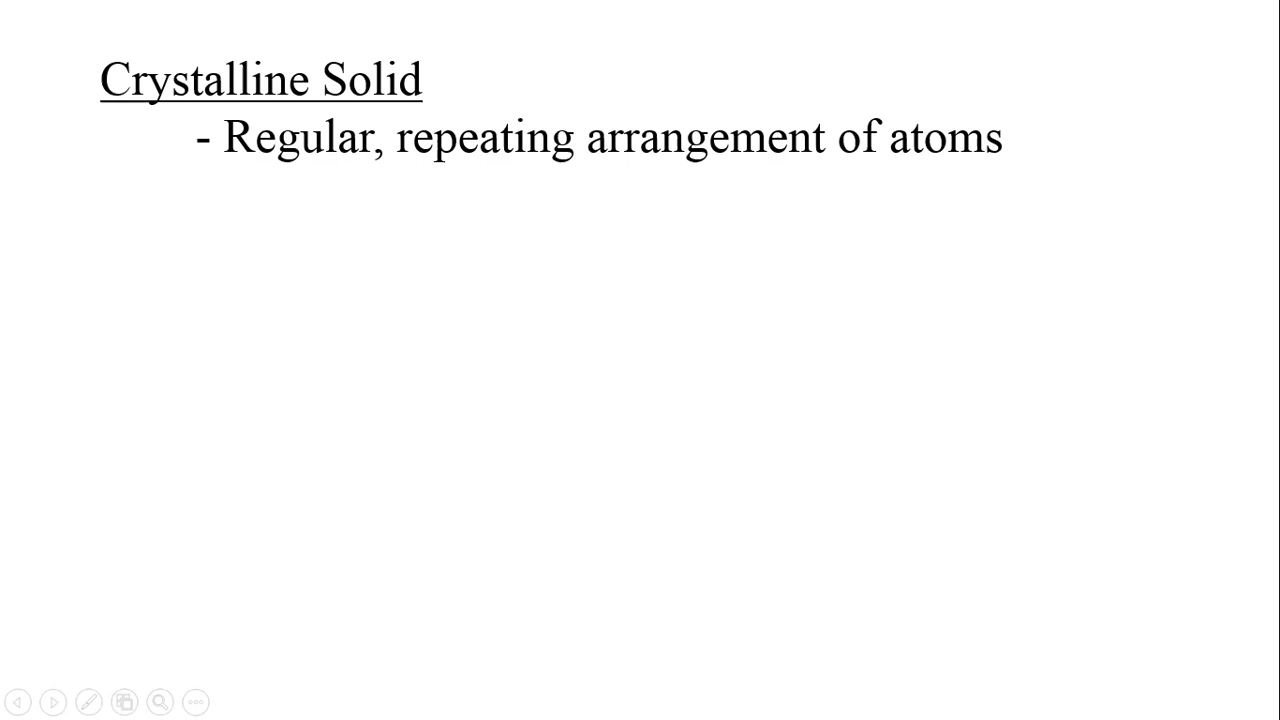 Crystalline Solid
- Regular, repeating arrangement of atoms